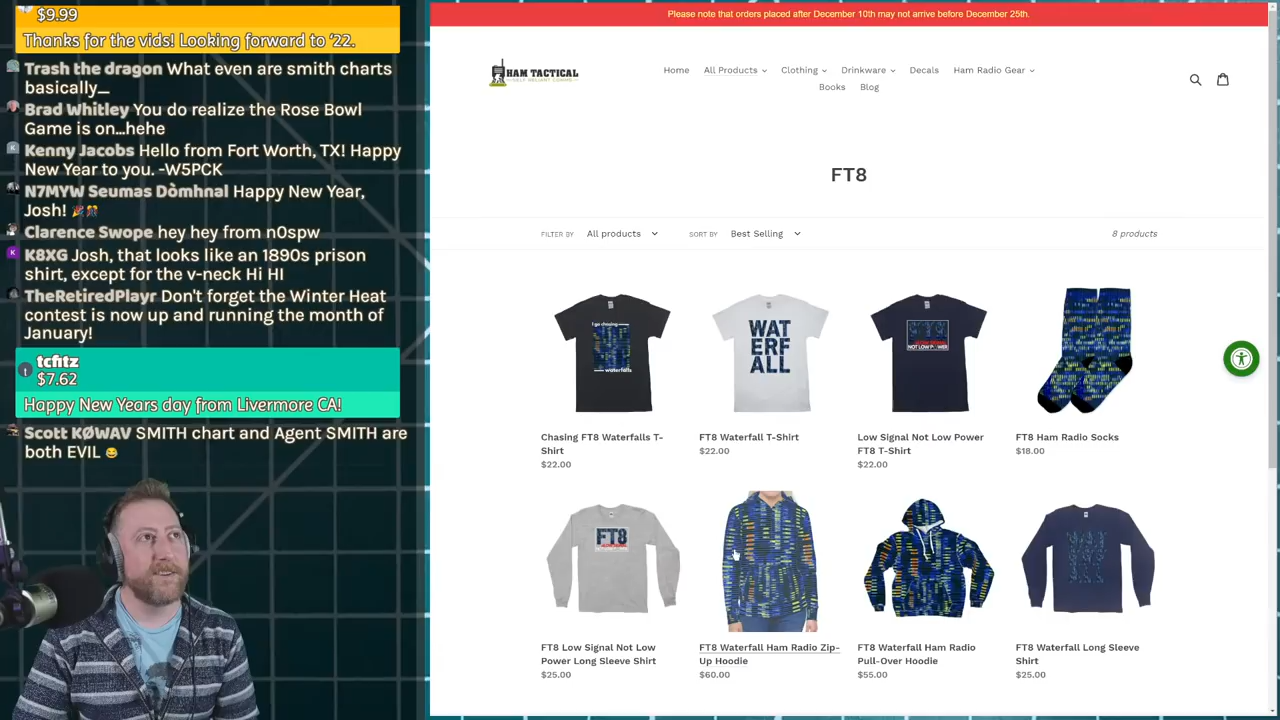 $9.99
Thanks for the vids! Looking forward to '22.
Trash the dragon What even are smith charts
basically...
Brad Whitley You do realize the Rose Bowl
Game is on...hehe
Kenny Jacobs Hello from Fort Worth, TX! Happy
New Year to you. -W5PCK
N7MYW Seumas Dòmhnal Happy New Year,
Josh! 🎉🎊
Clarence Swope hey hey from n0spw
K K8XG Josh, that looks like an 1890s prison
shirt, except for the v-neck Hi Hi
TheRetiredPlayr Don't forget the Winter Heat
contest is now up and running the month of
January!
t tcfitz
$7.62
Happy New Years day from Livermore CA!
Scott KØWAV SMITH chart and Agent SMITH are
both EVIL 😂
Please note that orders placed after December 10th may not arrive before December 25th.
HAM TACTICAL
Home All Products Clothing Drinkware Decals Ham Radio Gear
Books Blog
FT8
FILTER BY All products SORT BY Best Selling 8 products
I go chasing
waterfalls
WAT
ERF
ALL
NOT LOW POWER
Chasing FT8 Waterfalls T-
Shirt
$22.00
FT8 Waterfall T-Shirt
$22.00
Low Signal Not Low Power
FT8 T-Shirt
$22.00
FT8 Ham Radio Socks
$18.00
FT8
FT8 Low Signal Not Low
Power Long Sleeve Shirt
$25.00
FT8 Waterfall Ham Radio Zip-
Up Hoodie
$60.00
FT8 Waterfall Ham Radio
Pull-Over Hoodie
$55.00
FT8 Waterfall Long Sleeve
Shirt
$25.00